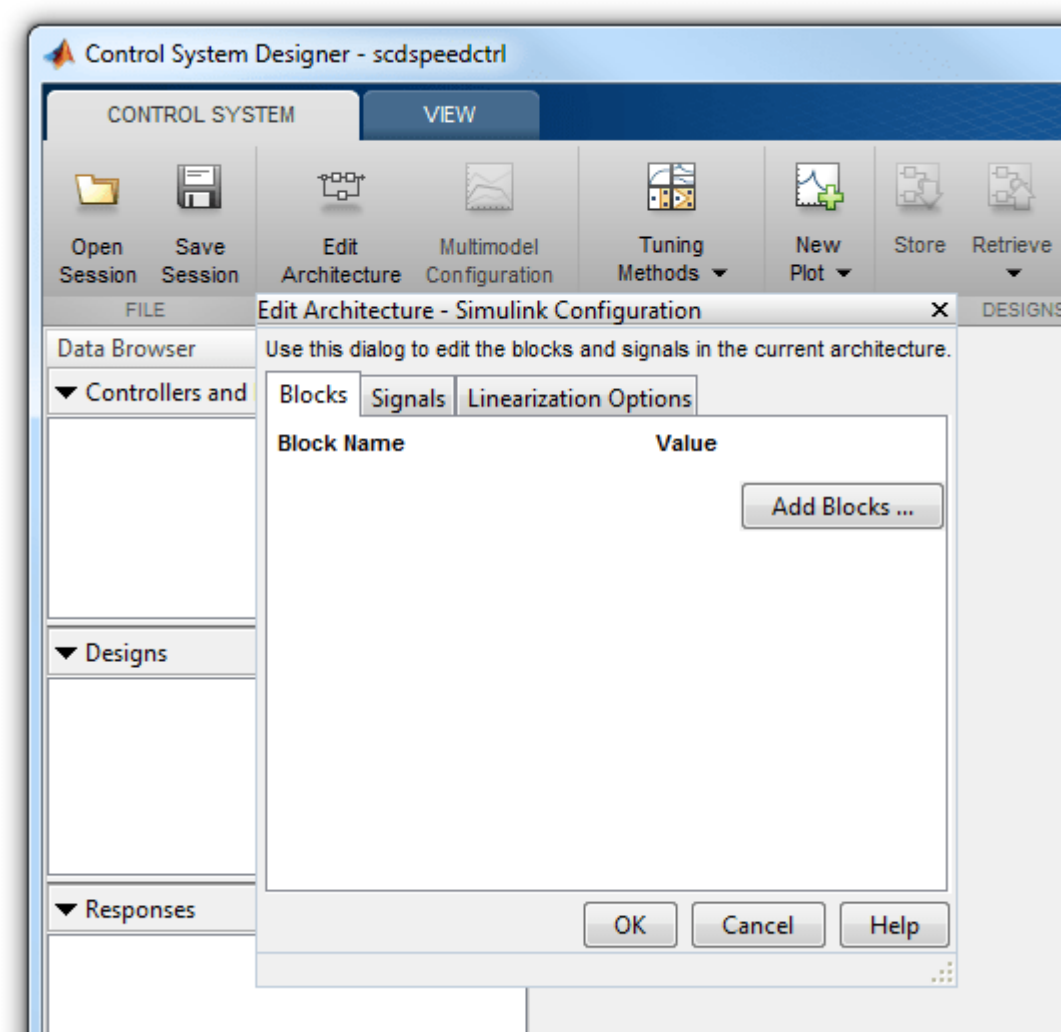 Control System Designer - scdspeedctrl
CONTROL SYSTEM VIEW
Open Save Edit Multimodel Tuning New Store Retrieve
Session Session Architecture Configuration Methods Plot
FILE DESIGNS
Edit Architecture - Simulink Configuration
Data Browser
Use this dialog to edit the blocks and signals in the current architecture.
Controllers and
Blocks Signals Linearization Options
Block Name Value
Add Blocks ...
Designs
Responses
OK Cancel Help